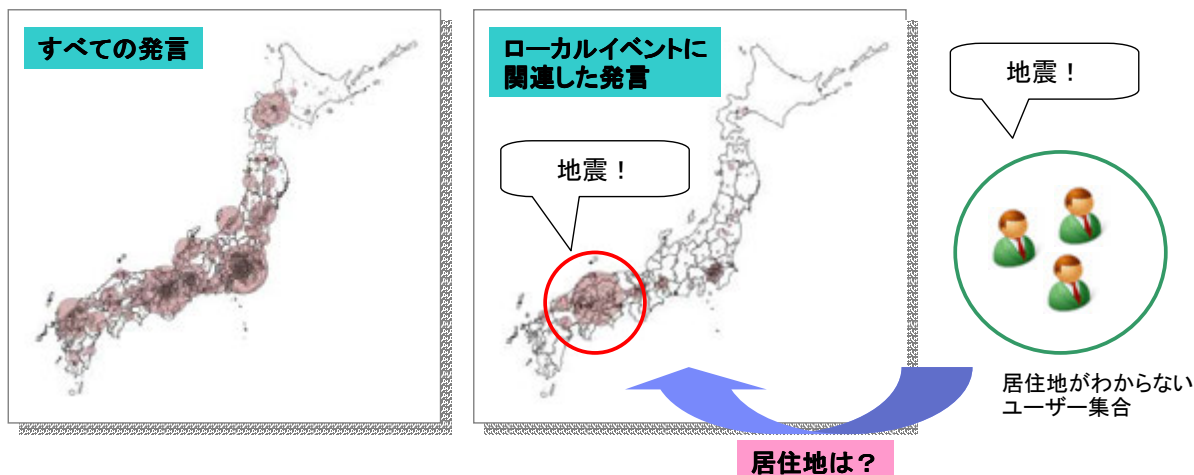 すべての発言
ローカルイベントに
関連した発言
地震！
地震！
居住地がわからない
ユーザー集合
居住地は？